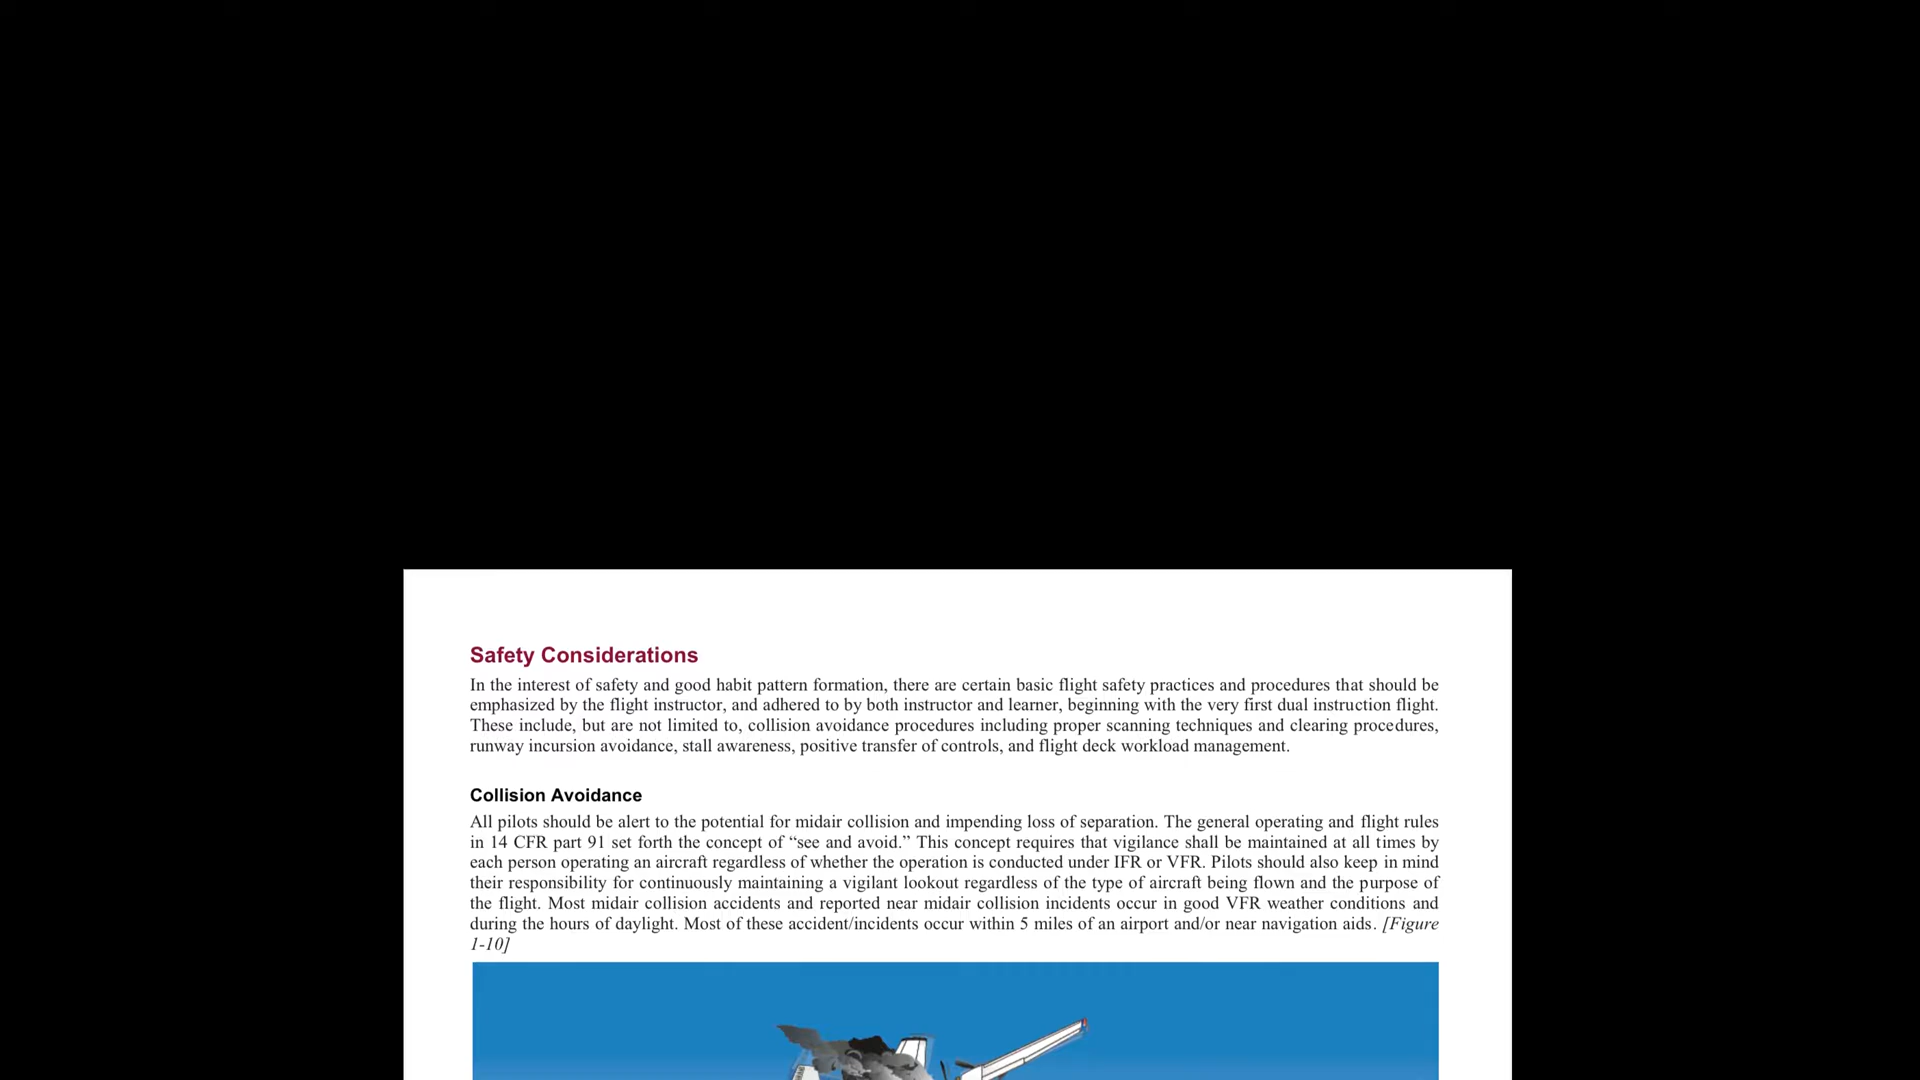 Safety Considerations
In the interest of safety and good habit pattern formation, there are certain basic flight safety practices and procedures that should be
emphasized by the flight instructor, and adhered to by both instructor and learner, beginning with the very first dual instruction flight.
These include, but are not limited to, collision avoidance procedures including proper scanning techniques and clearing procedures,
runway incursion avoidance, stall awareness, positive transfer of controls, and flight deck workload management.
Collision Avoidance
All pilots should be alert to the potential for midair collision and impending loss of separation. The general operating and flight rules
in 14 CFR part 91 set forth the concept of “see and avoid.” This concept requires that vigilance shall be maintained at all times by
each person operating an aircraft regardless of whether the operation is conducted under IFR or VFR. Pilots should also keep in mind
their responsibility for continuously maintaining a vigilant lookout regardless of the type of aircraft being flown and the purpose of
the flight. Most midair collision accidents and reported near midair collision incidents occur in good VFR weather conditions and
during the hours of daylight. Most of these accident/incidents occur within 5 miles of an airport and/or near navigation aids. [Figure
1-10]